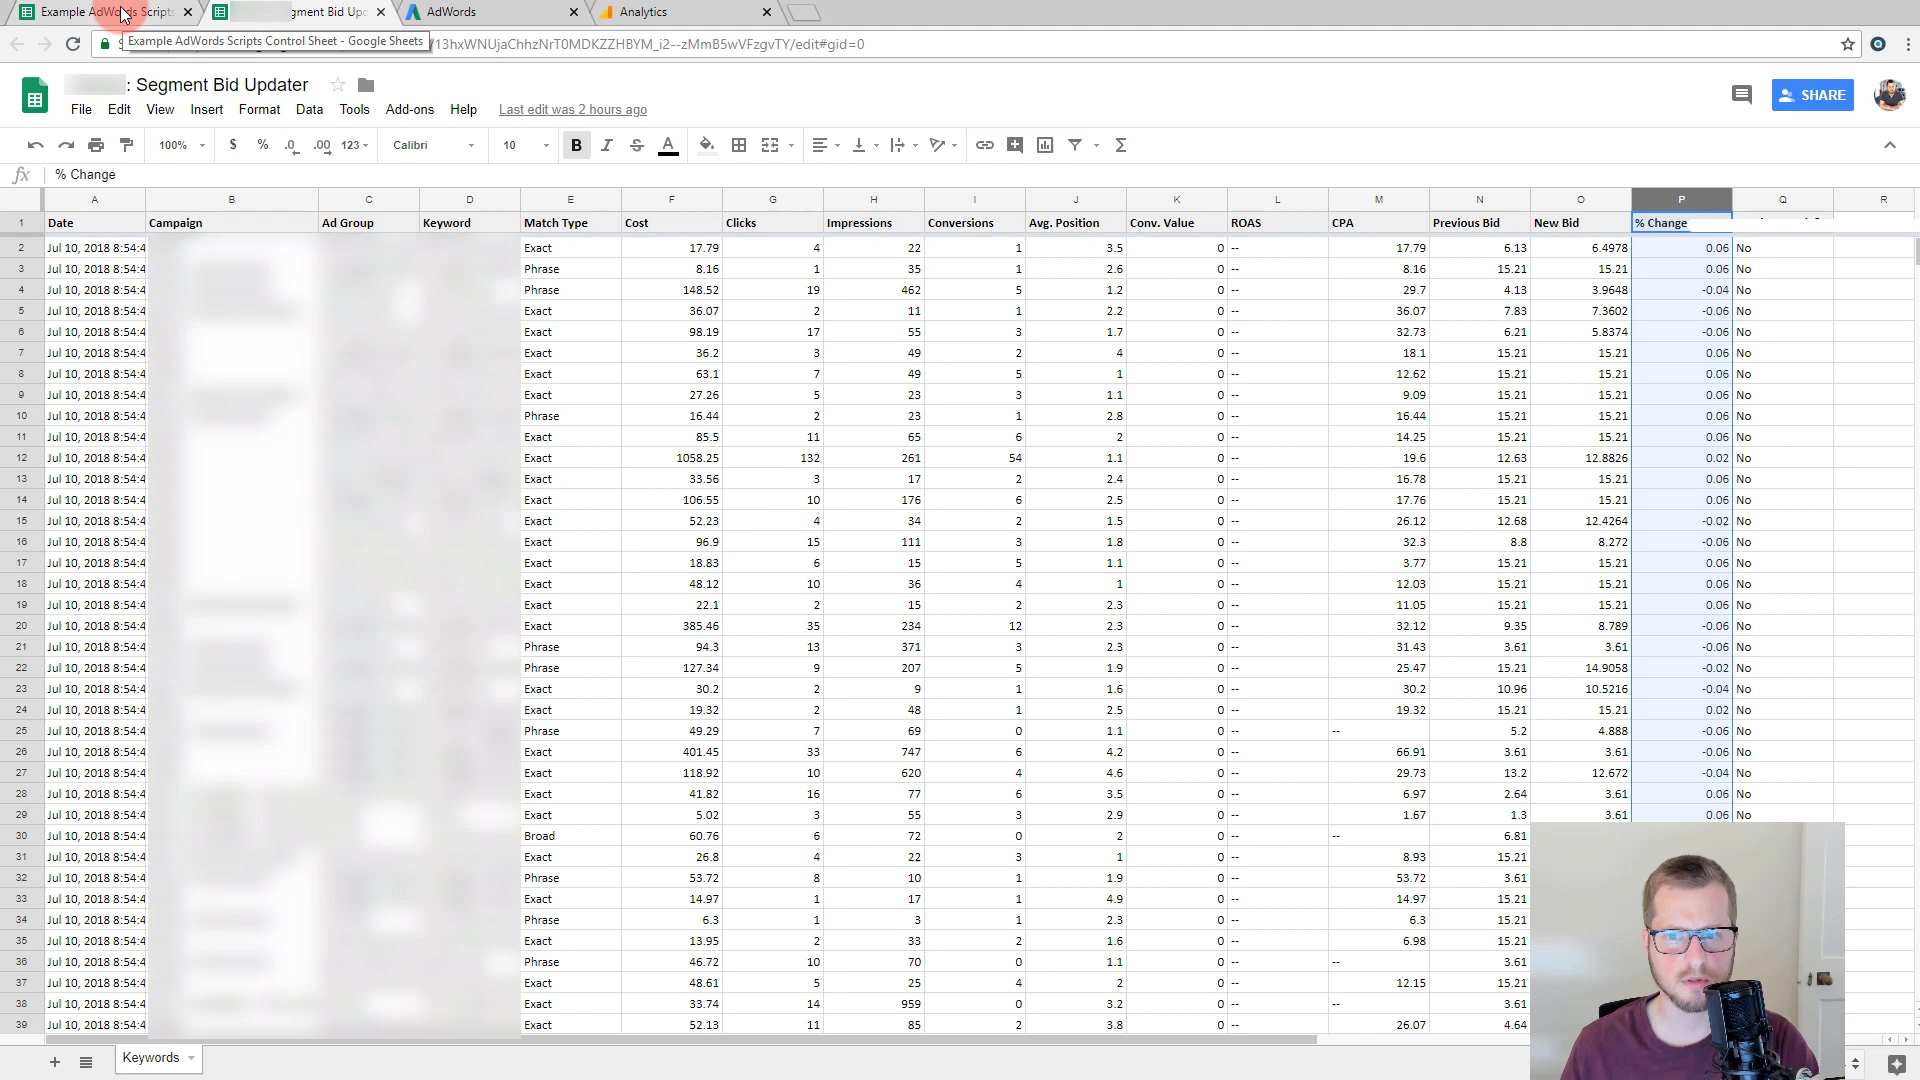 Example AdWords Scripts
gment Bid Upd
AdWords
Analytics
Example AdWords Scripts Control Sheet - Google Sheets
/13hxWNUjaChhzNrT0MDKZZHBYM_i2--zMmB5wVFzgvTY/edit#gid=0
: Segment Bid Updater
File Edit View Insert Format Data Tools Add-ons Help Last edit was 2 hours ago
SHARE
100% $ % .0 .00 123 Calibri 10 B I S A
fx % Change
A B C D E F G H I J K L M N O P Q R
1 Date Campaign Ad Group Keyword Match Type Cost Clicks Impressions Conversions Avg. Position Conv. Value ROAS CPA Previous Bid New Bid % Change
2 Jul 10, 2018 8:54:4 Exact 17.79 4 22 1 3.5 0 -- 17.79 6.13 6.4978 0.06 No
3 Jul 10, 2018 8:54:4 Phrase 8.16 1 35 1 2.6 0 -- 8.16 15.21 15.21 0.06 No
4 Jul 10, 2018 8:54:4 Phrase 148.52 19 462 5 1.2 0 -- 29.7 4.13 3.9648 -0.04 No
5 Jul 10, 2018 8:54:4 Exact 36.07 2 11 1 2.2 0 -- 36.07 7.83 7.3602 -0.06 No
6 Jul 10, 2018 8:54:4 Exact 98.19 17 55 3 1.7 0 -- 32.73 6.21 5.8374 -0.06 No
7 Jul 10, 2018 8:54:4 Exact 36.2 3 49 2 4 0 -- 18.1 15.21 15.21 0.06 No
8 Jul 10, 2018 8:54:4 Exact 63.1 7 49 5 1 0 -- 12.62 15.21 15.21 0.06 No
9 Jul 10, 2018 8:54:4 Exact 27.26 5 23 3 1.1 0 -- 9.09 15.21 15.21 0.06 No
10 Jul 10, 2018 8:54:4 Phrase 16.44 2 23 1 2.8 0 -- 16.44 15.21 15.21 0.06 No
11 Jul 10, 2018 8:54:4 Exact 85.5 11 65 6 2 0 -- 14.25 15.21 15.21 0.06 No
12 Jul 10, 2018 8:54:4 Exact 1058.25 132 261 54 1.1 0 -- 19.6 12.63 12.8826 0.02 No
13 Jul 10, 2018 8:54:4 Exact 33.56 3 17 2 2.4 0 -- 16.78 15.21 15.21 0.06 No
14 Jul 10, 2018 8:54:4 Exact 106.55 10 176 6 2.5 0 -- 17.76 15.21 15.21 0.06 No
15 Jul 10, 2018 8:54:4 Exact 52.23 4 34 2 1.5 0 -- 26.12 12.68 12.4264 -0.02 No
16 Jul 10, 2018 8:54:4 Exact 96.9 15 111 3 1.8 0 -- 32.3 8.8 8.272 -0.06 No
17 Jul 10, 2018 8:54:4 Exact 18.83 6 15 5 1.1 0 -- 3.77 15.21 15.21 0.06 No
18 Jul 10, 2018 8:54:4 Exact 48.12 10 36 4 1 0 -- 12.03 15.21 15.21 0.06 No
19 Jul 10, 2018 8:54:4 Exact 22.1 2 15 2 2.3 0 -- 11.05 15.21 15.21 0.06 No
20 Jul 10, 2018 8:54:4 Exact 385.46 35 234 12 2.3 0 -- 32.12 9.35 8.789 -0.06 No
21 Jul 10, 2018 8:54:4 Phrase 94.3 13 371 3 2.3 0 -- 31.43 3.61 3.61 -0.06 No
22 Jul 10, 2018 8:54:4 Phrase 127.34 9 207 5 1.9 0 -- 25.47 15.21 14.9058 -0.02 No
23 Jul 10, 2018 8:54:4 Exact 30.2 2 9 1 1.6 0 -- 30.2 10.96 10.5216 -0.04 No
24 Jul 10, 2018 8:54:4 Exact 19.32 2 48 1 2.5 0 -- 19.32 15.21 15.21 0.02 No
25 Jul 10, 2018 8:54:4 Phrase 49.29 7 69 0 1.1 0 -- -- 5.2 4.888 -0.06 No
26 Jul 10, 2018 8:54:4 Exact 401.45 33 747 6 4.2 0 -- 66.91 3.61 3.61 -0.06 No
27 Jul 10, 2018 8:54:4 Exact 118.92 10 620 4 4.6 0 -- 29.73 13.2 12.672 -0.04 No
28 Jul 10, 2018 8:54:4 Exact 41.82 16 77 6 3.5 0 -- 6.97 2.64 3.61 0.06 No
29 Jul 10, 2018 8:54:4 Exact 5.02 3 55 3 2.9 0 -- 1.67 1.3 3.61 0.06 No
30 Jul 10, 2018 8:54:4 Broad 60.76 6 72 0 2 0 -- -- 6.81
31 Jul 10, 2018 8:54:4 Exact 26.8 4 22 3 1 0 -- 8.93 15.21
32 Jul 10, 2018 8:54:4 Phrase 53.72 8 10 1 1.9 0 -- 53.72 3.61
33 Jul 10, 2018 8:54:4 Exact 14.97 1 17 1 4.9 0 -- 14.97 15.21
34 Jul 10, 2018 8:54:4 Phrase 6.3 1 3 1 2.3 0 -- 6.3 15.21
35 Jul 10, 2018 8:54:4 Exact 13.95 2 33 2 1.6 0 -- 6.98 15.21
36 Jul 10, 2018 8:54:4 Phrase 46.72 10 70 0 1.1 0 -- -- 3.61
37 Jul 10, 2018 8:54:4 Exact 48.61 5 25 4 2 0 -- 12.15 15.21
38 Jul 10, 2018 8:54:4 Exact 33.74 14 959 0 3.2 0 -- -- 3.61
39 Jul 10, 2018 8:54:4 Exact 52.13 11 85 2 3.8 0 -- 26.07 4.64
Keywords